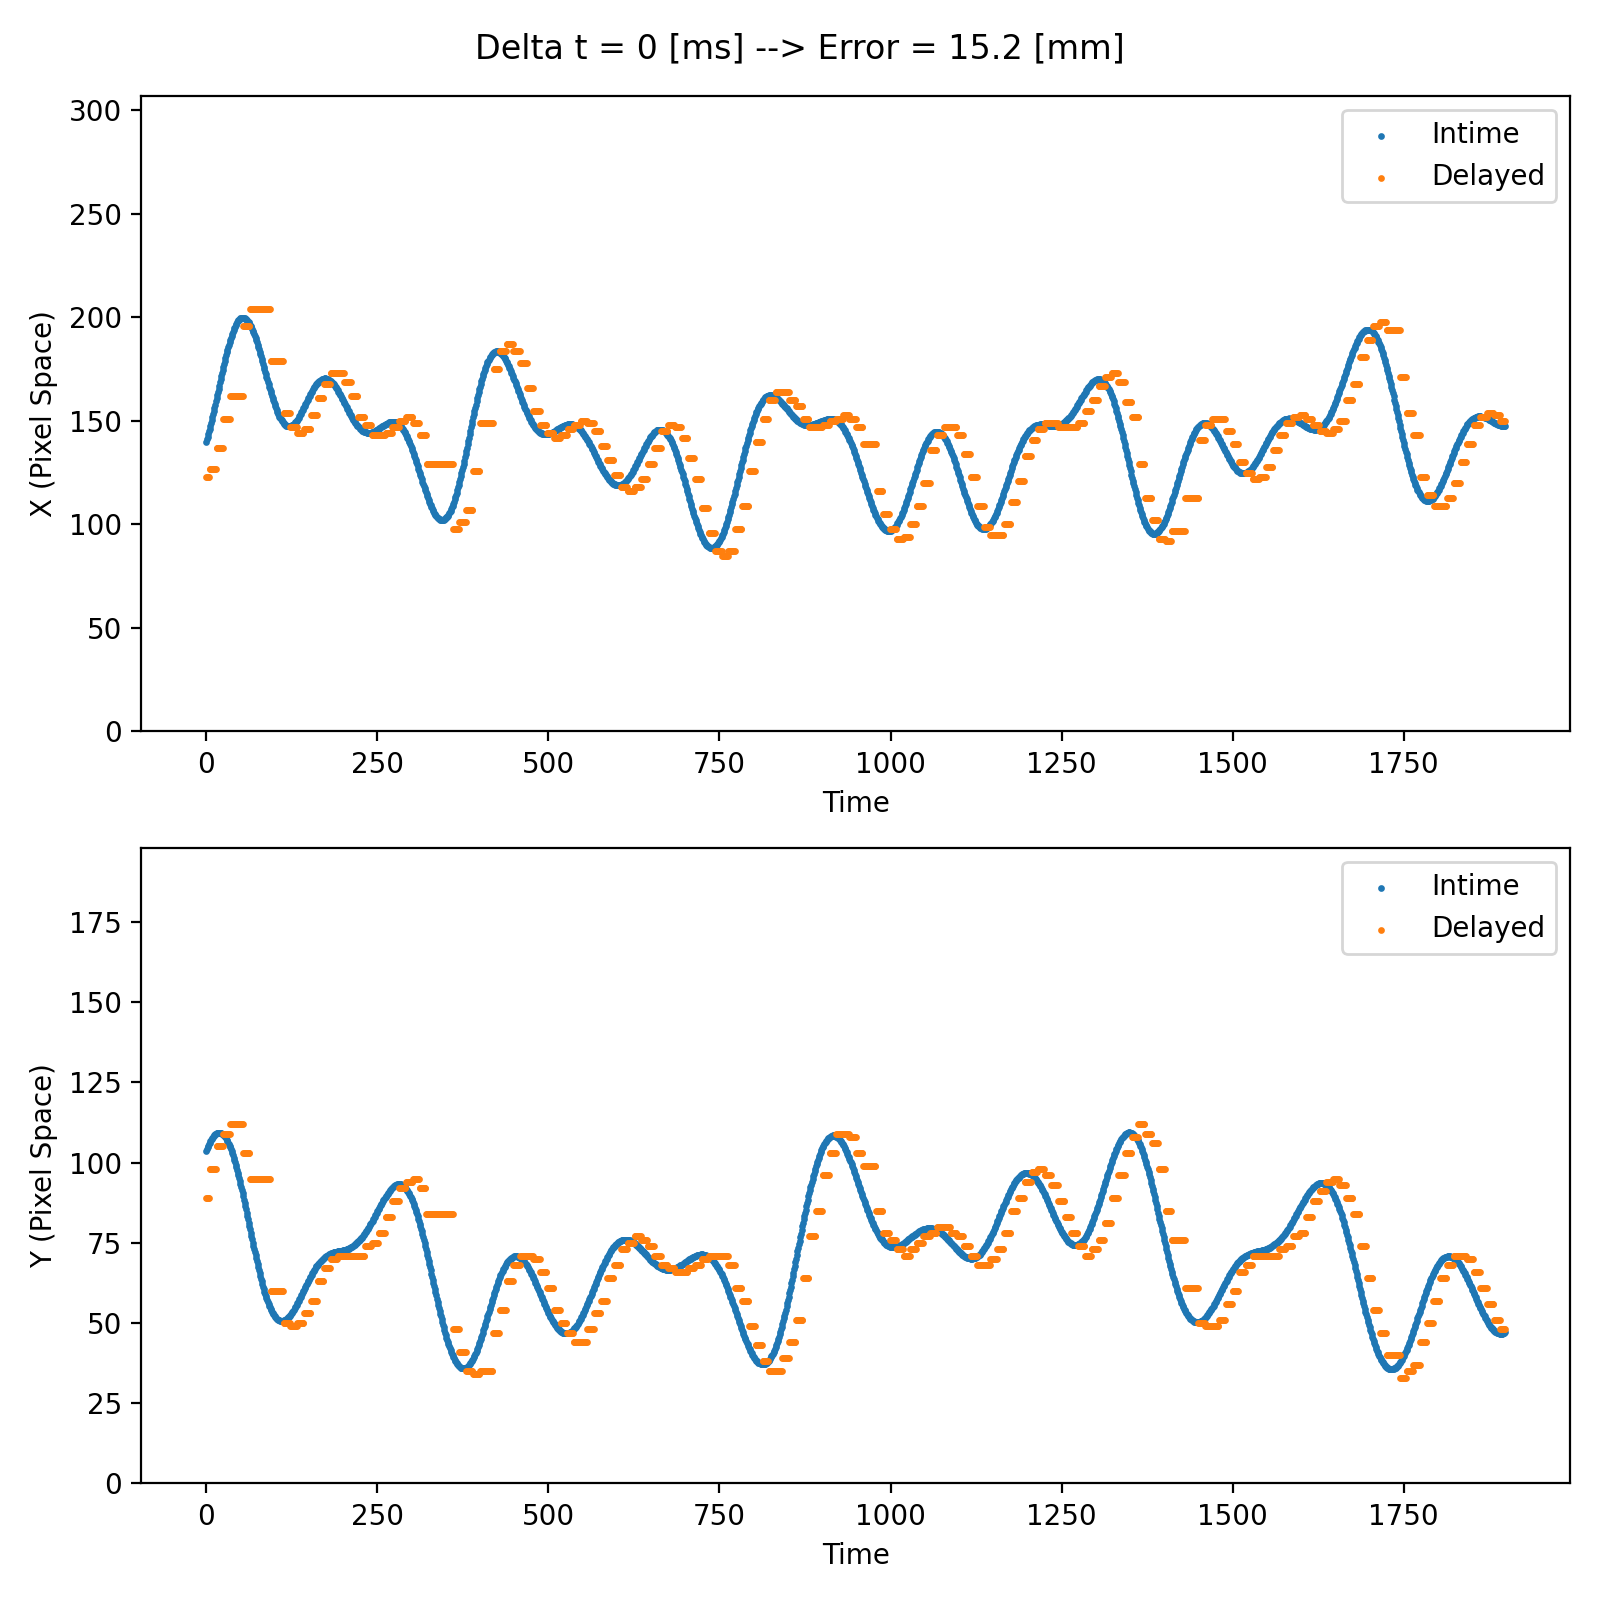 Delta t = 0 [ms] --> Error = 15.2 [mm]
300
250
200
150
100
50
0
X (Pixel Space)
Intime
Delayed
0 250 500 750 1000 1250 1500 1750
Time
175
150
125
100
75
50
25
0
Y (Pixel Space)
Intime
Delayed
0 250 500 750 1000 1250 1500 1750
Time